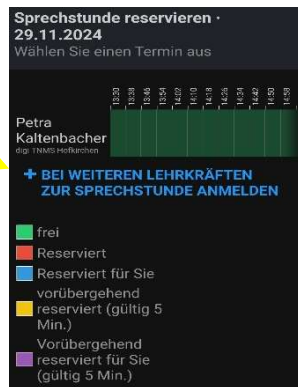 Sprechstunde reservieren ·
29.11.2024
Wählen Sie einen Termin aus
13:30 13:38 13:46 13:54 14:02 14:10 14:18 14:26 14:34 14:42 14:50 14:58
Petra
Kaltenbacher
digi TNMS Hofkirchen
+ BEI WEITEREN LEHRKRÄFTEN
ZUR SPRECHSTUNDE ANMELDEN
frei
Reserviert
Reserviert für Sie
vorübergehend
reserviert (gültig 5
Min.)
Vorübergehend
reserviert für Sie
(gültig 5 Min.)